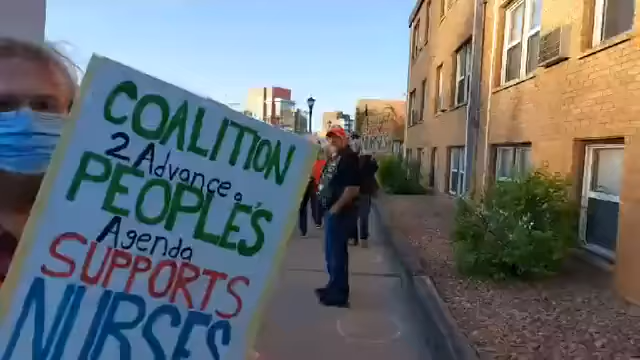 COALITION
2 Advance a
PEOPLE'S
Agenda
SUPPORTS
NURSES